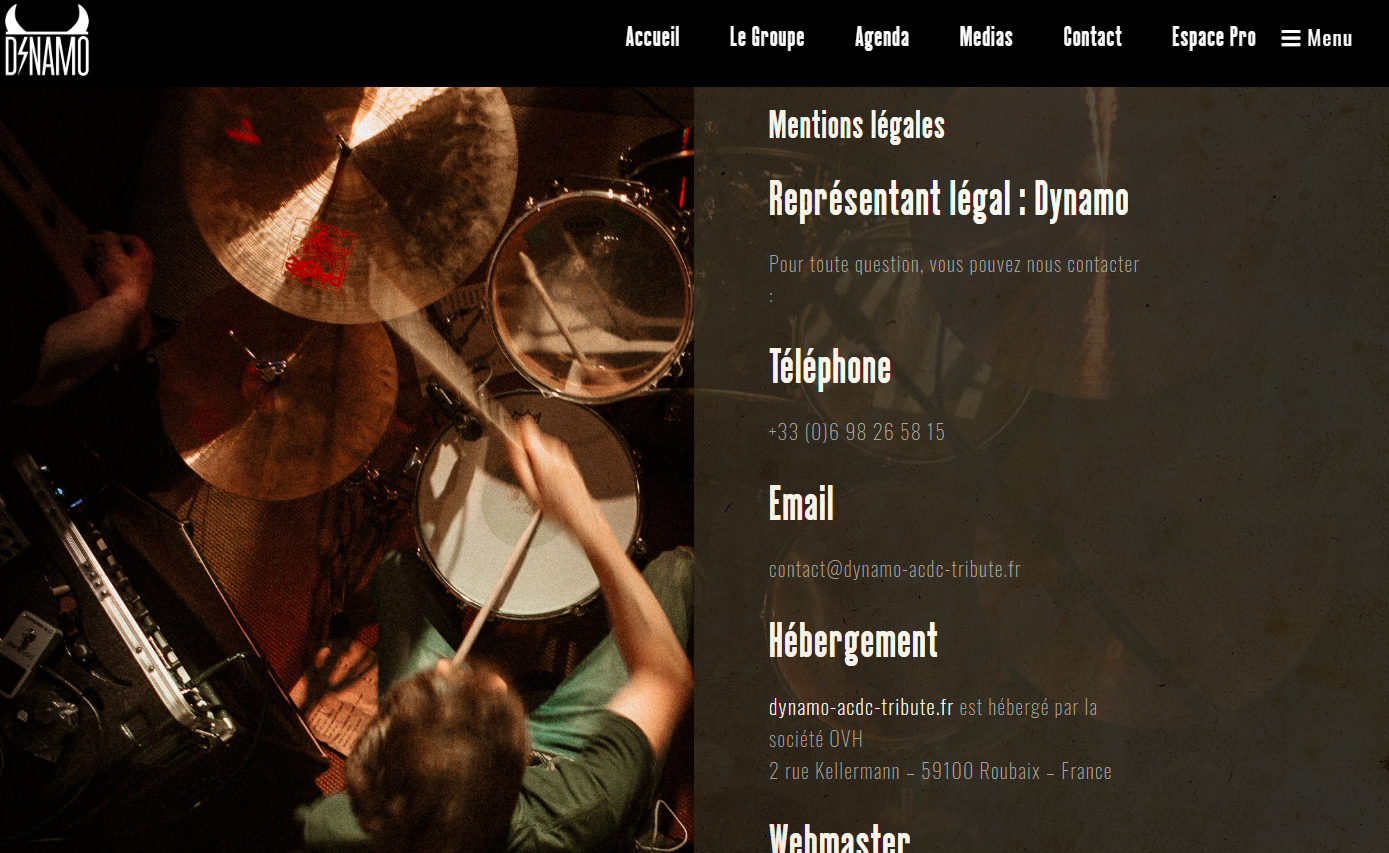 DYNAMO
Accueil
Le Groupe
Agenda
Medias
Contact
Espace Pro
Menu
Mentions légales
Représentant légal : Dynamo
Pour toute question, vous pouvez nous contacter
:
Téléphone
+33 (0)6 98 26 58 15
Email
contact@dynamo-acdc-tribute.fr
Hébergement
dynamo-acdc-tribute.fr est hébergé par la
société OVH
2 rue Kellermann – 59100 Roubaix – France
Webmaster